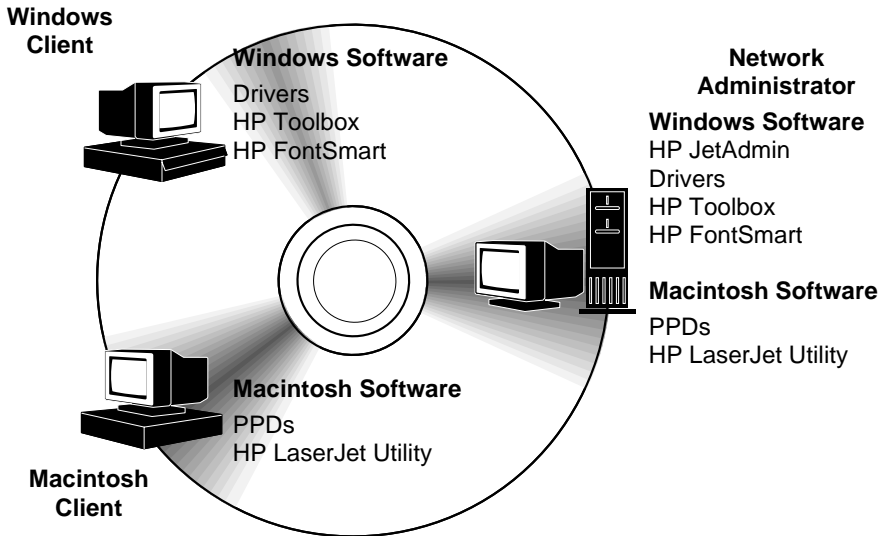 Windows
Client
Windows Software
Drivers
HP Toolbox
HP FontSmart
Network
Administrator
Windows Software
HP JetAdmin
Drivers
HP Toolbox
HP FontSmart
Macintosh Software
PPDs
HP LaserJet Utility
Macintosh Software
PPDs
HP LaserJet Utility
Macintosh
Client